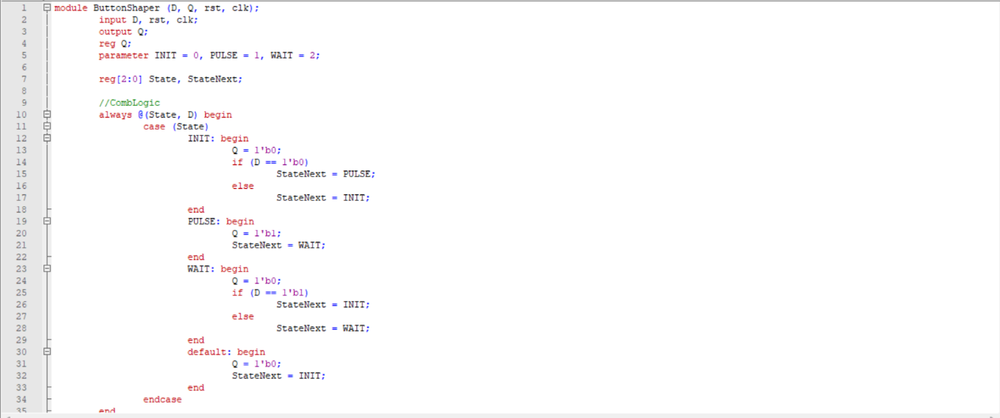 1 module ButtonShaper (D, Q, rst, clk);
2 input D, rst, clk;
3 output Q;
4 reg Q;
5 parameter INIT = 0, PULSE = 1, WAIT = 2;
6
7 reg[2:0] State, StateNext;
8
9 //CombLogic
10 always @(State, D) begin
11 case (State)
12 INIT: begin
13 Q = 1'b0;
14 if (D == 1'b0)
15 StateNext = PULSE;
16 else
17 StateNext = INIT;
18 end
19 PULSE: begin
20 Q = 1'b1;
21 StateNext = WAIT;
22 end
23 WAIT: begin
24 Q = 1'b0;
25 if (D == 1'b1)
26 StateNext = INIT;
27 else
28 StateNext = WAIT;
29 end
30 default: begin
31 Q = 1'b0;
32 StateNext = INIT;
33 end
34 endcase
35 end